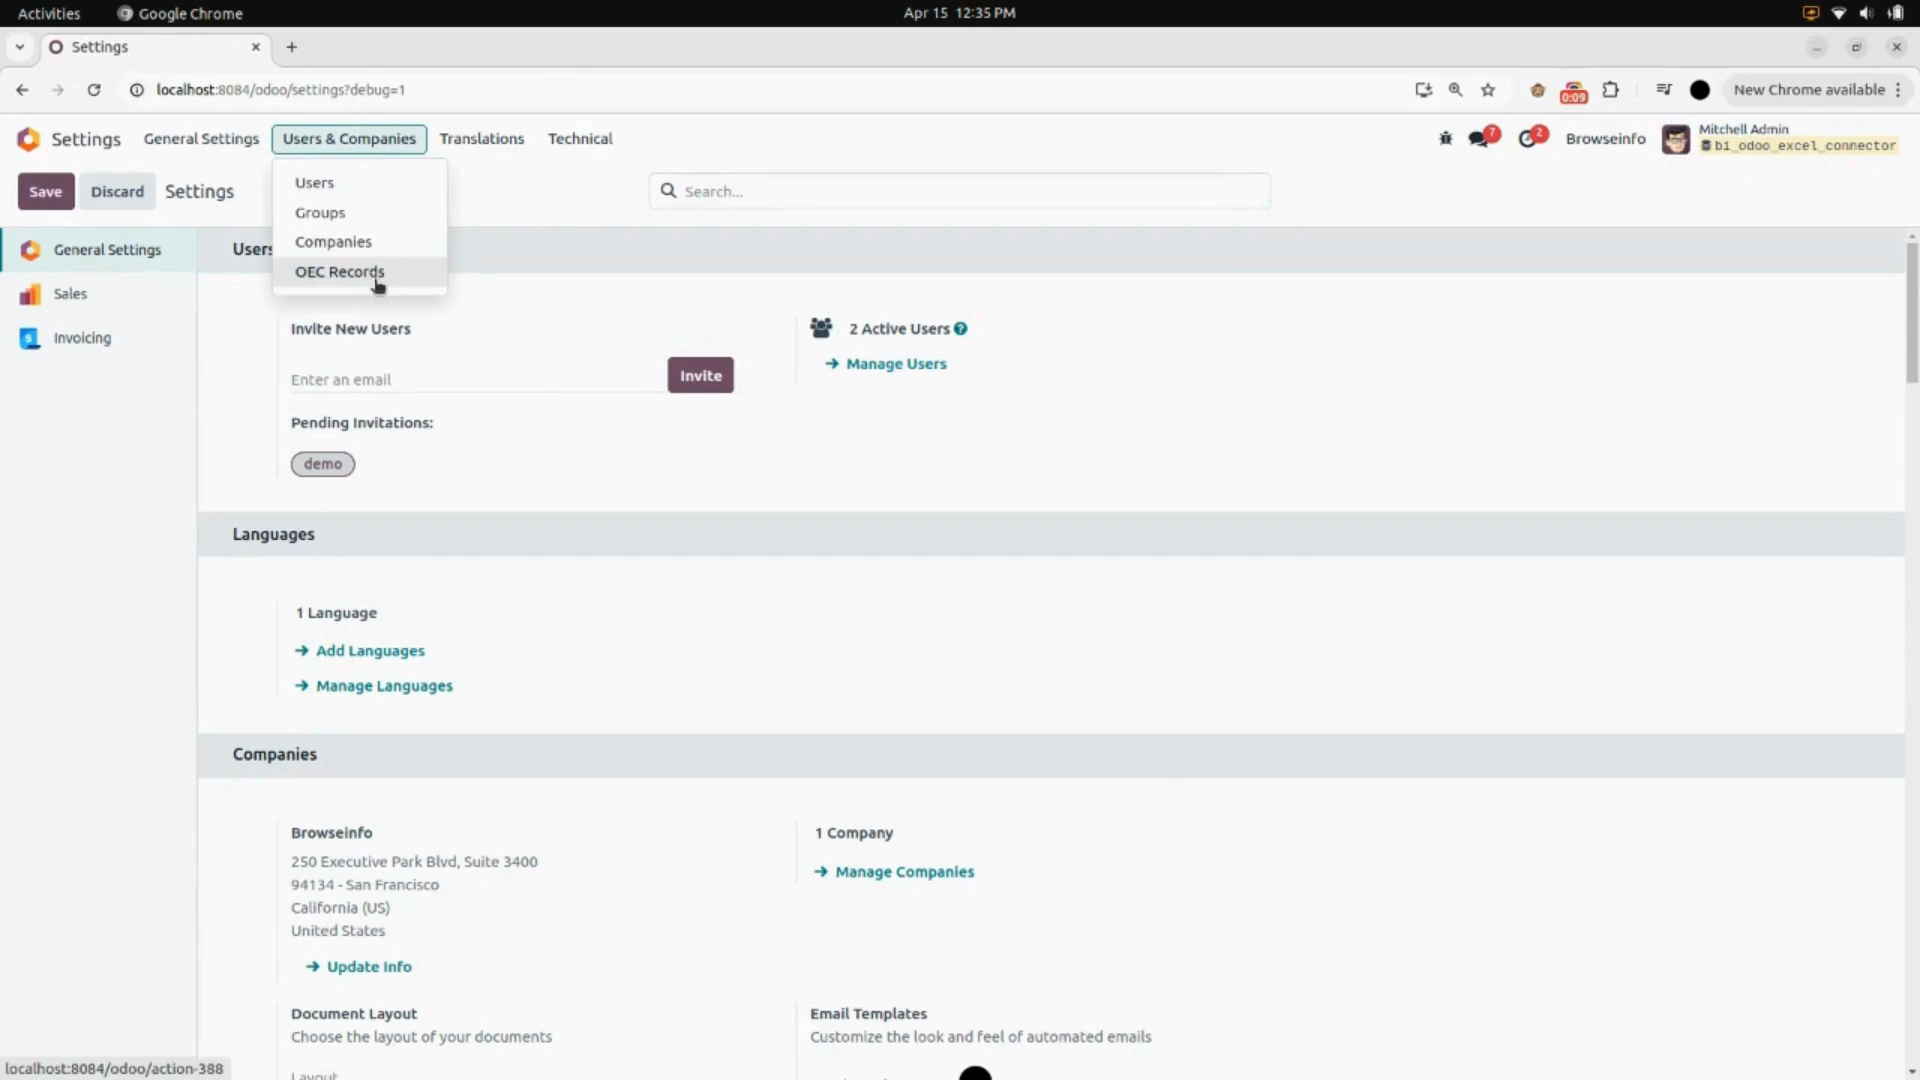 Activities Google Chrome Apr 15 12:35 PM
Settings
localhost:8084/odoo/settings?debug=1 0:09 New Chrome available
Settings General Settings Users & Companies Translations Technical 7 2 Browseinfo Mitchell Admin
bi_odoo_excel_connector
Save Discard Settings Search...
Users
Groups
Companies
OEC Records
General Settings Users
Sales
Invoicing
Invite New Users 2 Active Users ?
Manage Users
Enter an email Invite
Pending Invitations:
demo
Languages
1 Language
Add Languages
Manage Languages
Companies
Browseinfo 1 Company
250 Executive Park Blvd, Suite 3400 Manage Companies
94134 - San Francisco
California (US)
United States
Update Info
Document Layout Email Templates
Choose the layout of your documents Customize the look and feel of automated emails
localhost:8084/odoo/action-388
Layout